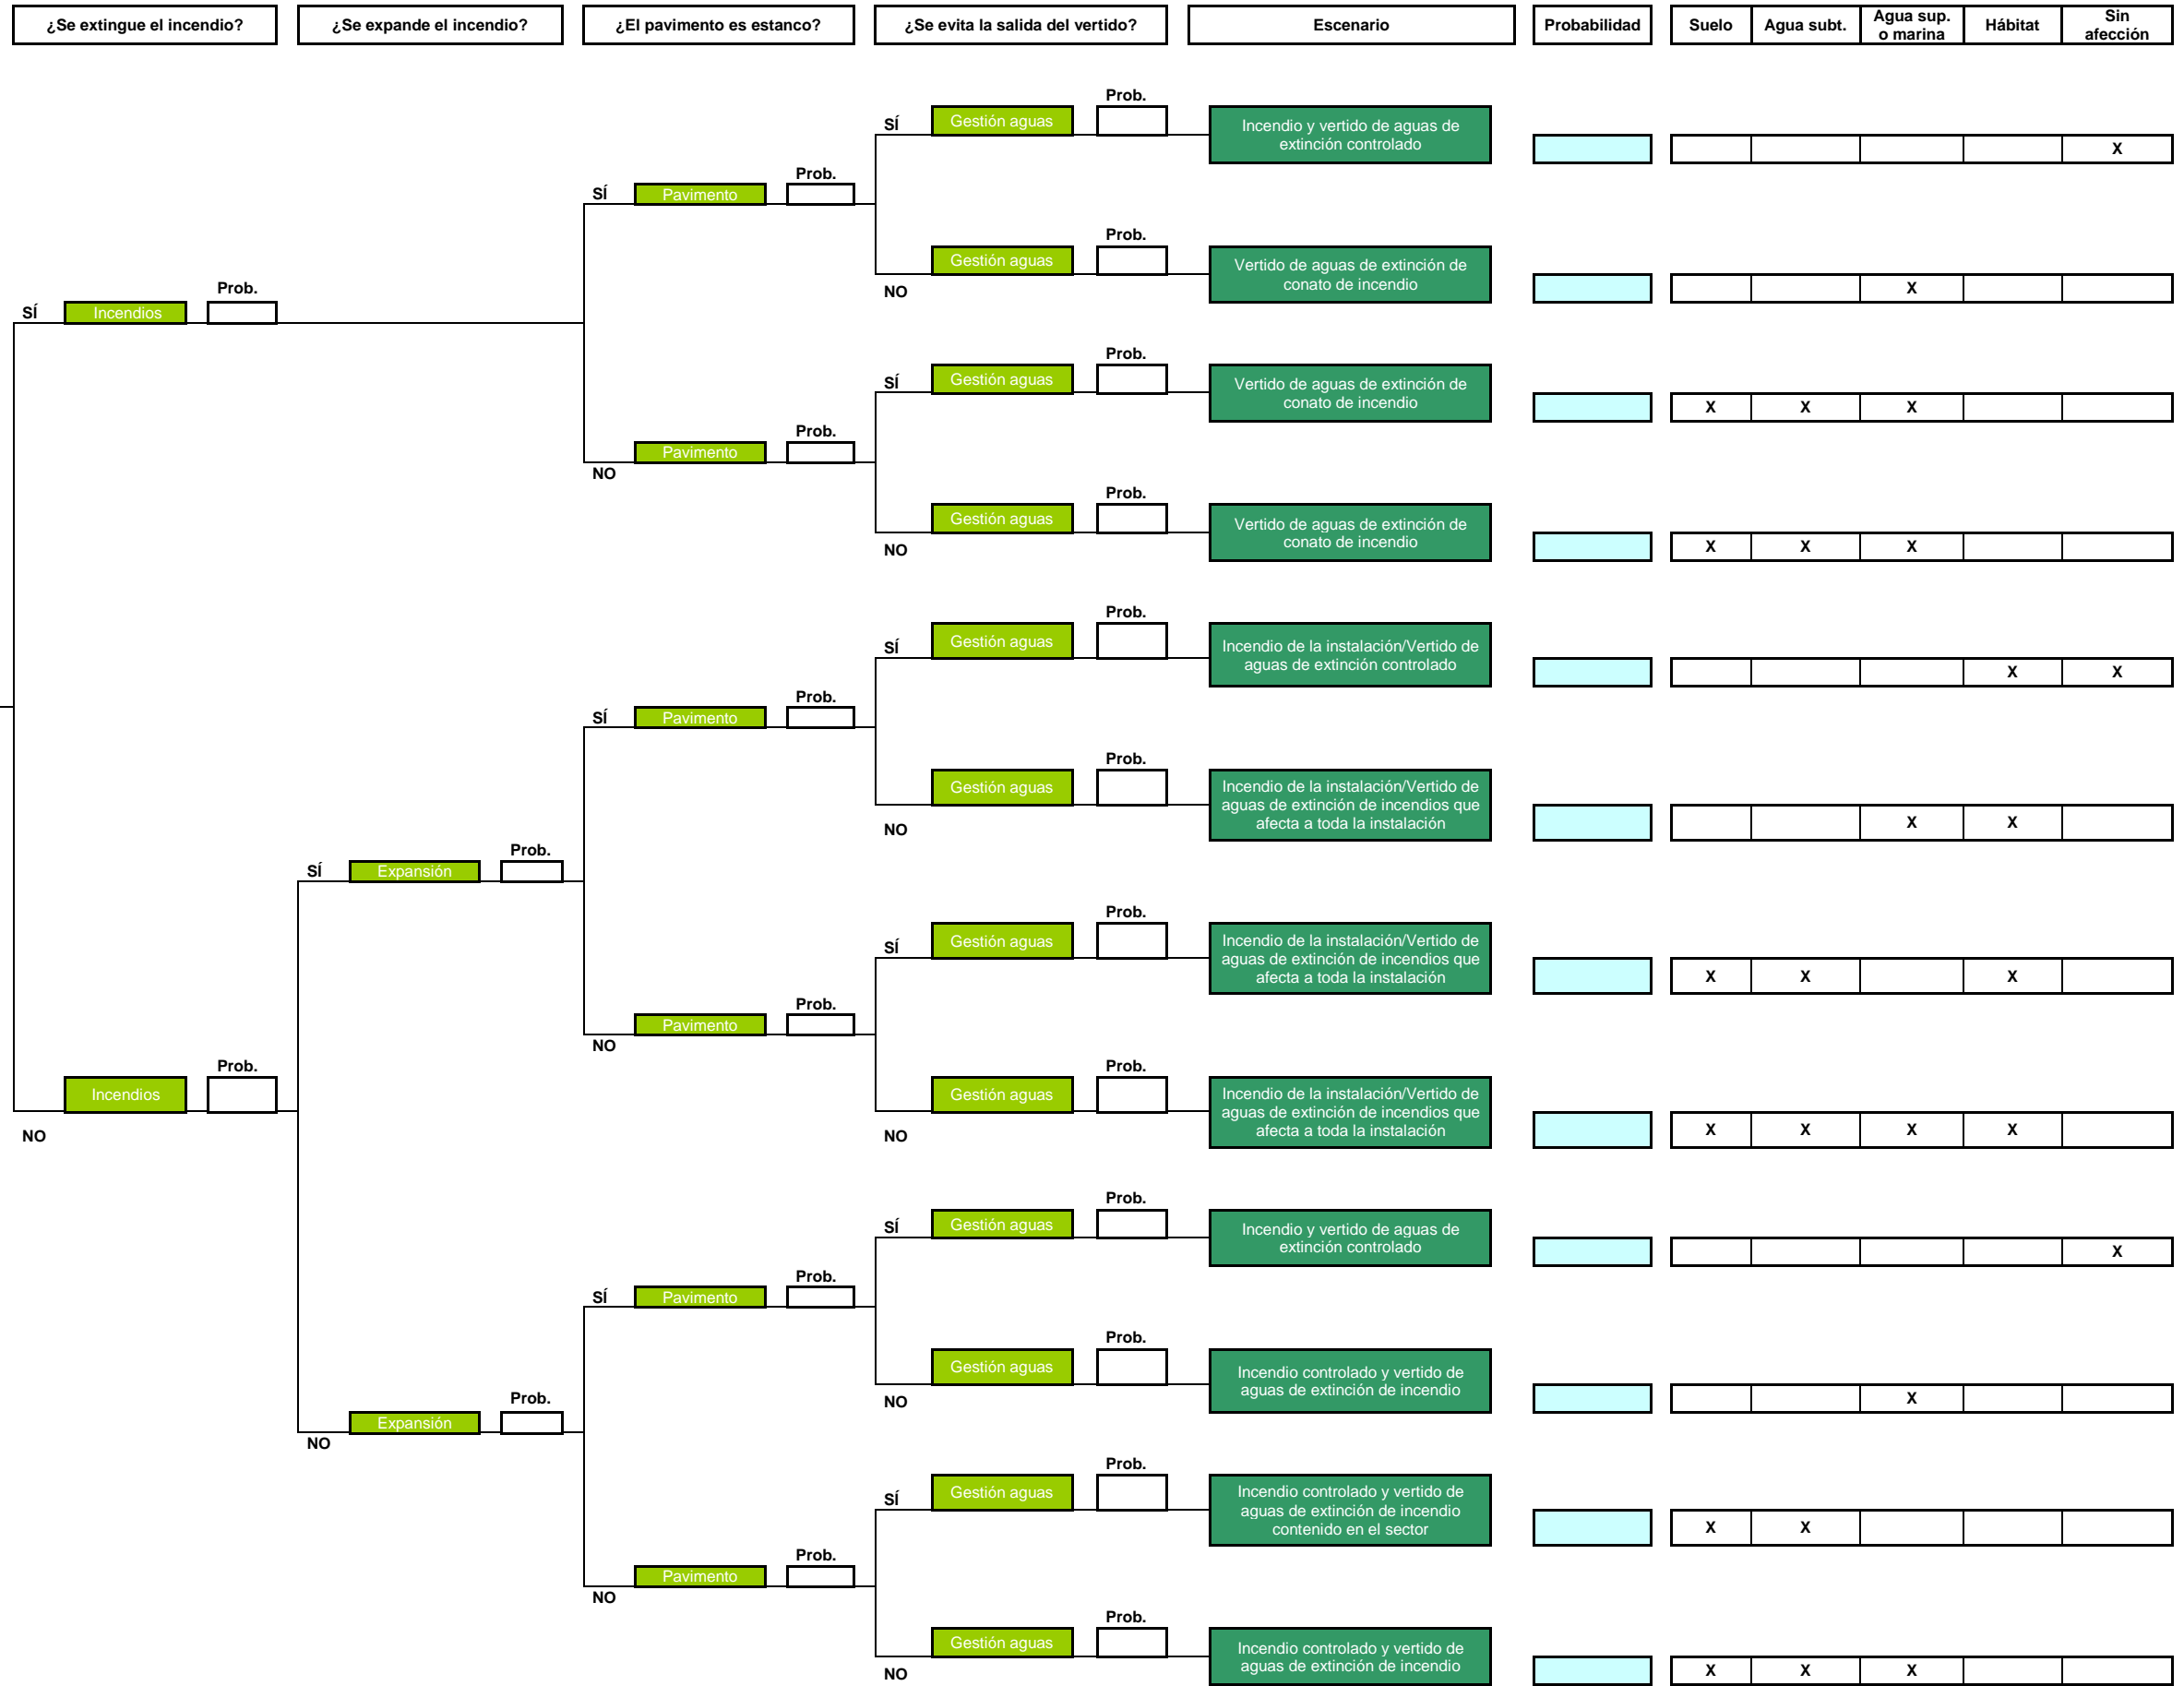 ¿Se extingue el incendio?
¿Se expande el incendio?
¿El pavimento es estanco?
¿Se evita la salida del vertido?
Escenario
Probabilidad
Suelo
Agua subt.
Agua sup.
o marina
Hábitat
Sin
afección
Prob.
SÍ
Gestión aguas
Incendio y vertido de aguas de
extinción controlado
X
Prob.
SÍ
Pavimento
Prob.
Gestión aguas
NO
Vertido de aguas de extinción de
conato de incendio
X
Prob.
SÍ
Incendios
Prob.
SÍ
Gestión aguas
Vertido de aguas de extinción de
conato de incendio
X X X
Prob.
Pavimento
NO
Prob.
Gestión aguas
NO
Vertido de aguas de extinción de
conato de incendio
X X X
Prob.
SÍ
Gestión aguas
Incendio de la instalación/Vertido de
aguas de extinción controlado
X X
Prob.
SÍ
Pavimento
Prob.
Gestión aguas
NO
Incendio de la instalación/Vertido de
aguas de extinción de incendios que
afecta a toda la instalación
X X
Prob.
SÍ
Expansión
Prob.
SÍ
Gestión aguas
Incendio de la instalación/Vertido de
aguas de extinción de incendios que
afecta a toda la instalación
X X X
Prob.
Pavimento
NO
Prob.
Incendios
NO
Prob.
Gestión aguas
NO
Incendio de la instalación/Vertido de
aguas de extinción de incendios que
afecta a toda la instalación
X X X X
Prob.
SÍ
Gestión aguas
Incendio y vertido de aguas de
extinción controlado
X
Prob.
SÍ
Pavimento
Prob.
Gestión aguas
NO
Incendio controlado y vertido de
aguas de extinción de incendio
X
Prob.
Expansión
NO
Prob.
SÍ
Gestión aguas
Incendio controlado y vertido de
aguas de extinción de incendio
contenido en el sector
X X
Prob.
Pavimento
NO
Prob.
Gestión aguas
NO
Incendio controlado y vertido de
aguas de extinción de incendio
X X X